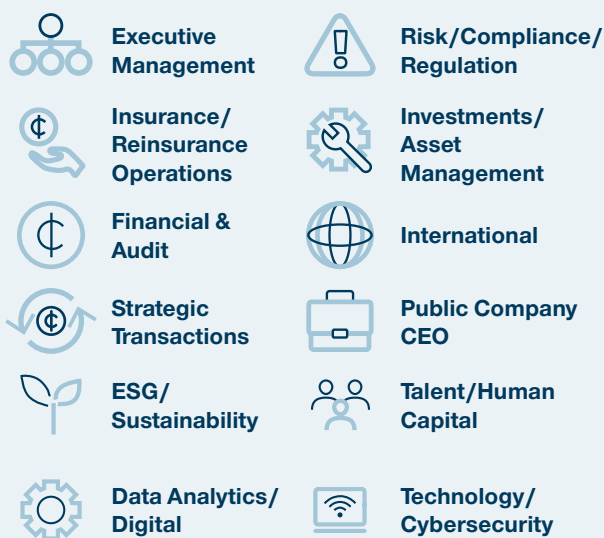 Executive
Management
Risk/Compliance/
Regulation
Insurance/
Reinsurance
Operations
Investments/
Asset
Management
Financial &
Audit
International
Strategic
Transactions
Public Company
CEO
ESG/
Sustainability
Talent/Human
Capital
Data Analytics/
Digital
Technology/
Cybersecurity